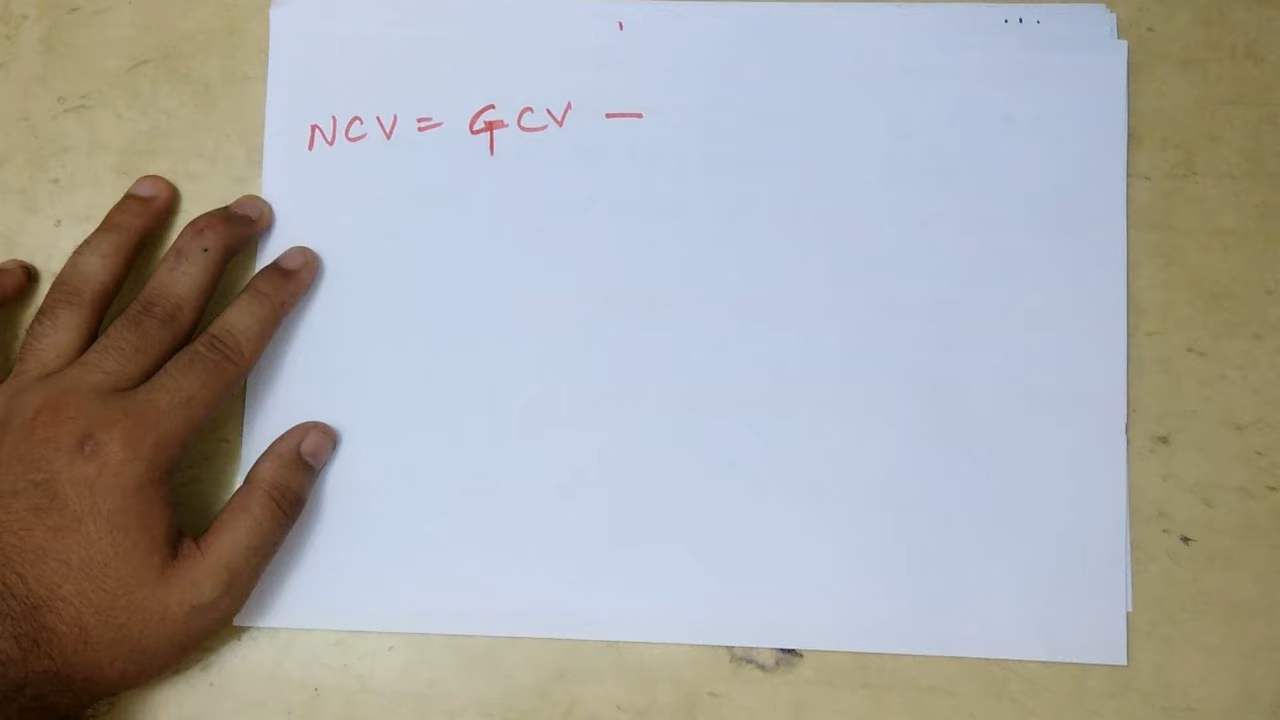 NCV = GCV -